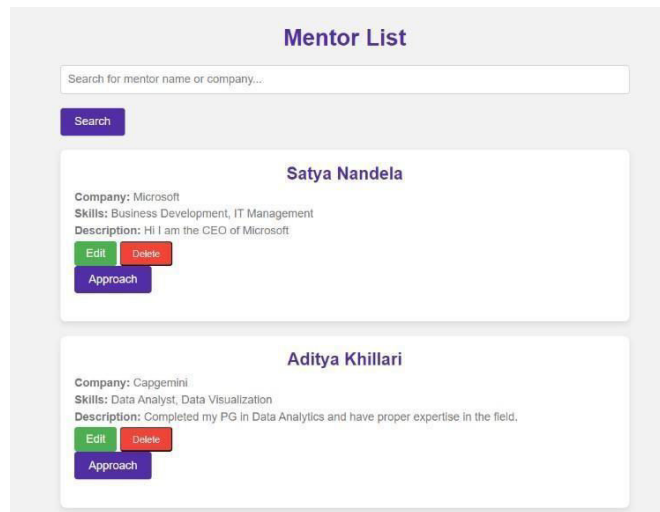 Mentor List
Search for mentor name or company...
Search
Satya Nandela
Company: Microsoft
Skills: Business Development, IT Management
Description: Hi I am the CEO of Microsoft
Edit Delete
Approach
Aditya Khillari
Company: Capgemini
Skills: Data Analyst, Data Visualization
Description: Completed my PG in Data Analytics and have proper expertise in the field.
Edit Delete
Approach